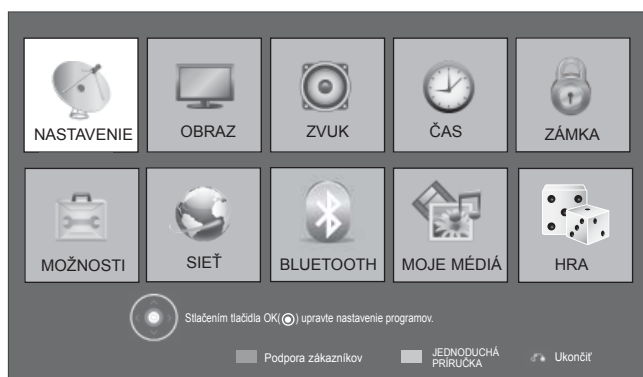 NASTAVENIE
OBRAZ
ZVUK
ČAS
ZÁMKA
MOŽNOSTI
SIEŤ
BLUETOOTH
MOJE MÉDIÁ
HRA
Stlačením tlačidla OK(◉) upravte nastavenie programov.
Podpora zákazníkov
JEDNODUCHÁ
PRÍRUČKA
Ukončiť